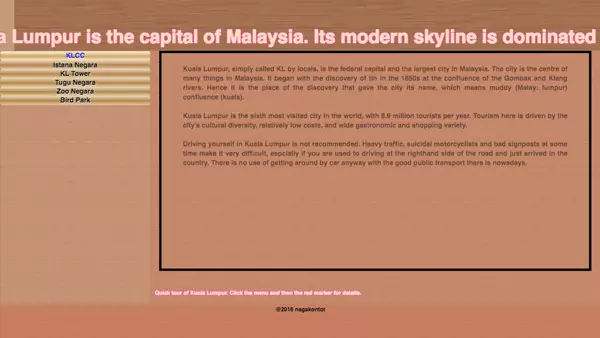 a Lumpur is the capital of Malaysia. Its modern skyline is dominated
KLCC
Istana Negara
KL Tower
Tugu Negara
Zoo Negara
Bird Park
Kuala Lumpur, simply called KL by locals, is the federal capital and the largest city in Malaysia. The city is the centre of
many things in Malaysia. It began with the discovery of tin in the 1850s at the confluence of the Gombak and Klang
rivers. Hence it is the place of the discovery that gave the city its name, which means muddy (Malay: lumpur)
confluence (kuala).
Kuala Lumpur is the sixth most visited city in the world, with 8.9 million tourists per year. Tourism here is driven by the
city's cultural diversity, relatively low costs, and wide gastronomic and shopping variety.
Driving yourself in Kuala Lumpur is not recommended. Heavy traffic, suicidal motorcyclists and bad signposts at some
time make it very difficult, espcially if you are used to driving at the righthand side of the road and just arrived in the
country. There is no use of getting around by car anyway with the good public transport there is nowadays.
Quick tour of Kuala Lumpur. Click the menu and then the red marker for details.
©2016 nagakontot